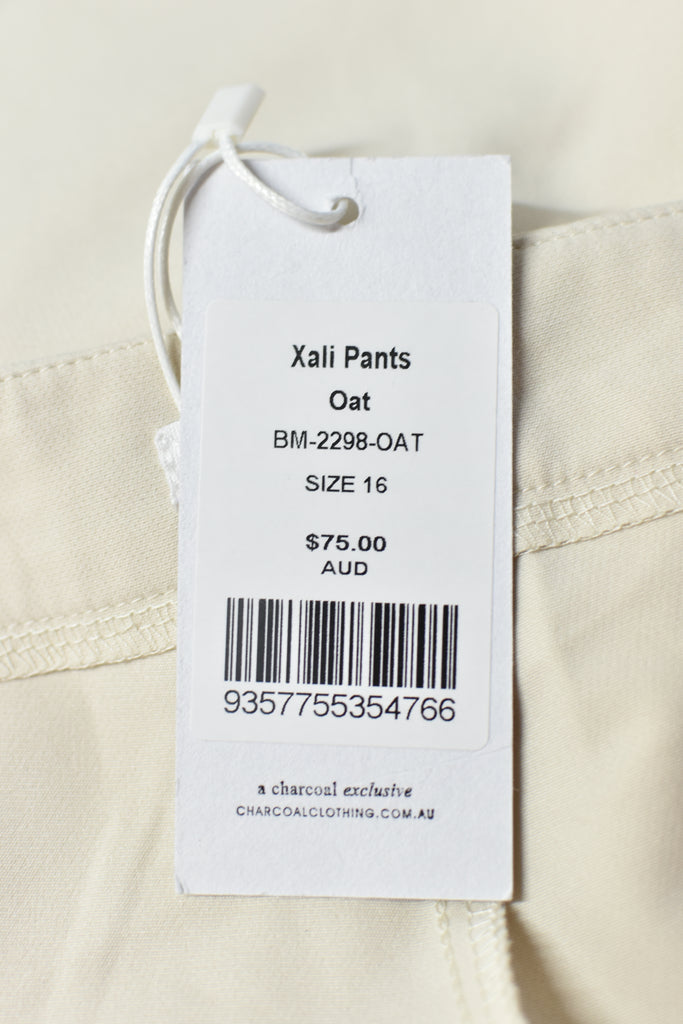 Xali Pants
Oat
BM-2298-OAT
SIZE 16
$75.00
AUD
9357755354766
a charcoal exclusive
CHARCOALCLOTHING.COM.AU